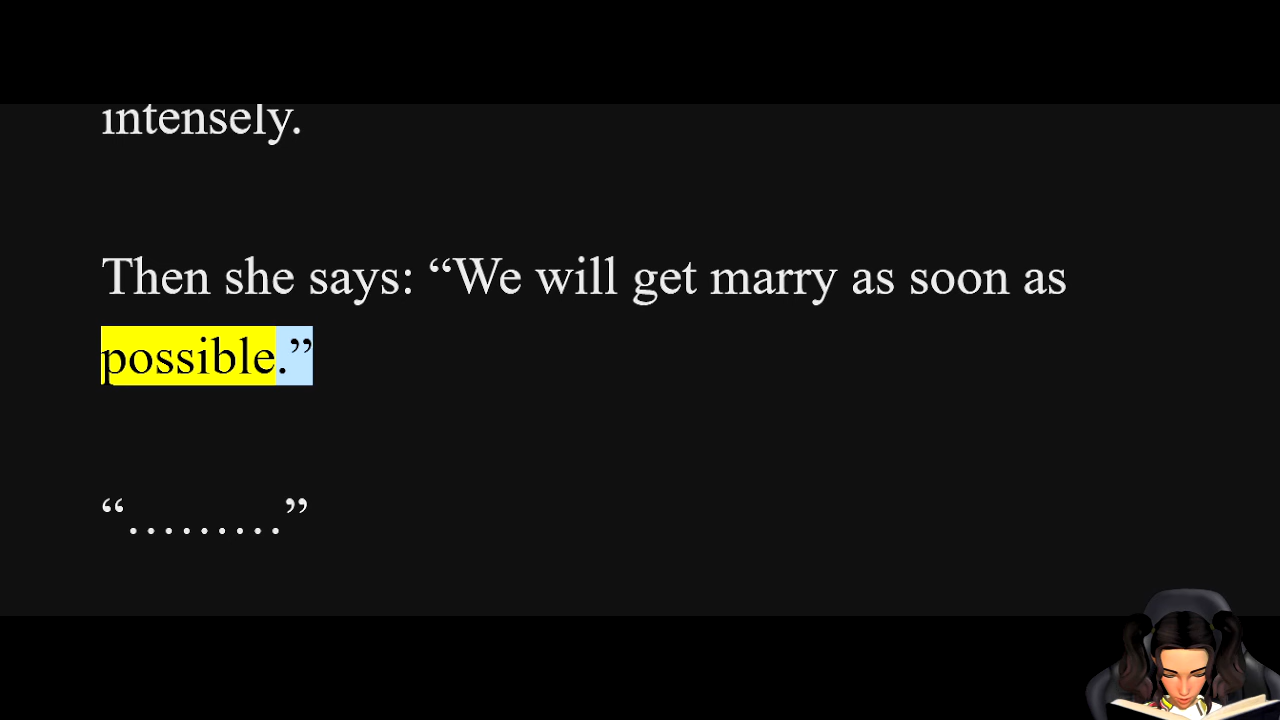 intensely.
Then she says: “We will get marry as soon as
possible.”
“………”